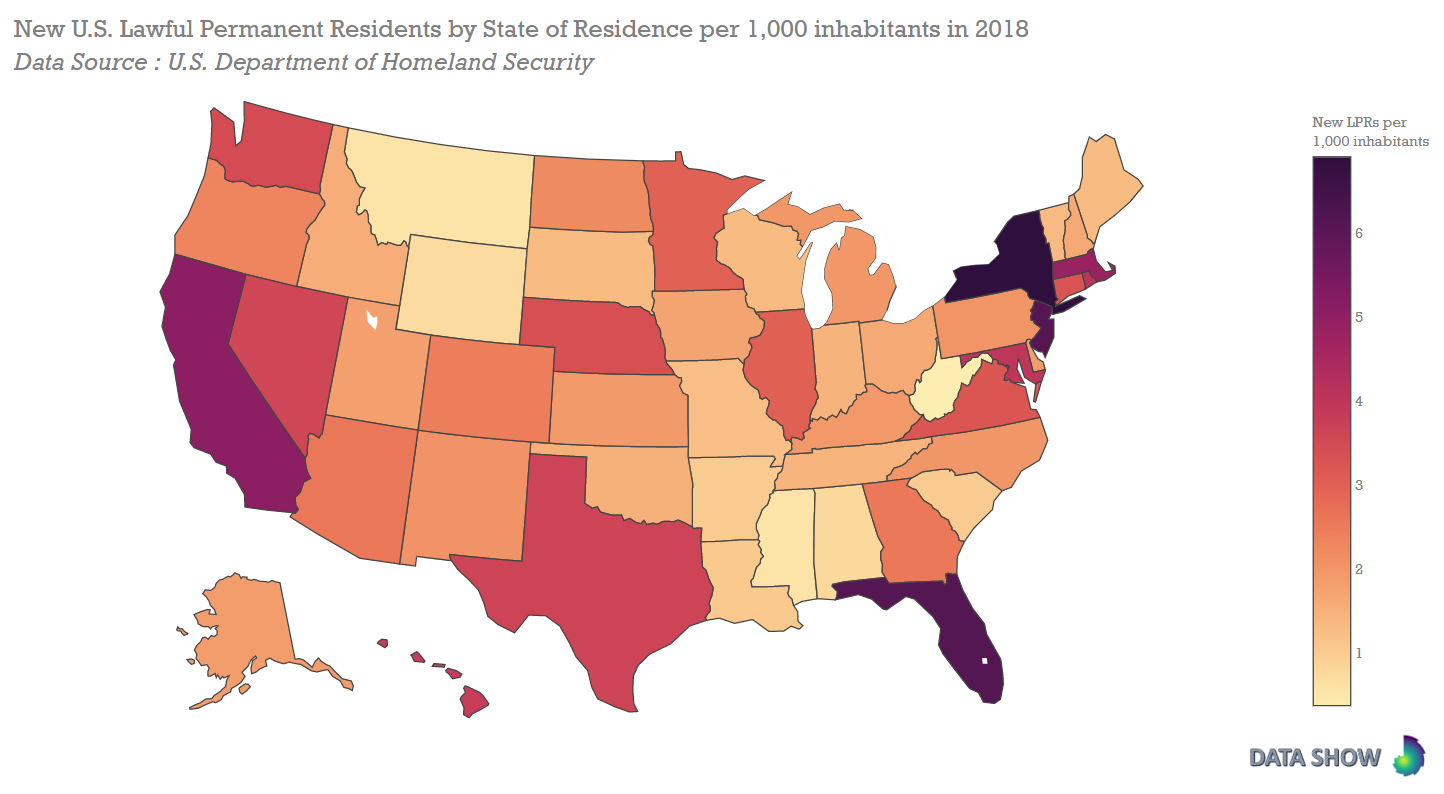 New U.S. Lawful Permanent Residents by State of Residence per 1,000 inhabitants in 2018
Data Source : U.S. Department of Homeland Security
New LPRs per
1,000 inhabitants
6
5
4
3
2
1
DATA SHOW